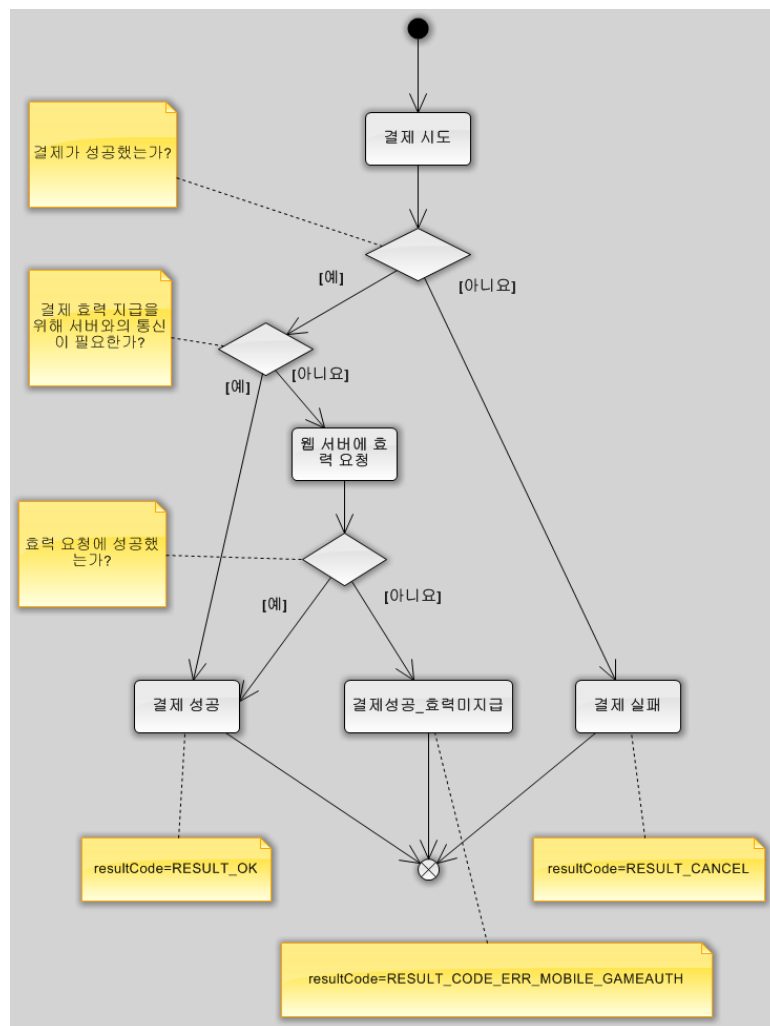 결제 시도
결제가 성공했는가?
[예]
[아니요]
결제 효력 지급을
위해 서버와의 통신
이 필요한가?
[예]
[아니요]
웹 서버에 효
력 요청
효력 요청에 성공했
는가?
[예]
[아니요]
결제 성공
결제성공_효력미지급
결제 실패
resultCode=RESULT_OK
resultCode=RESULT_CANCEL
resultCode=RESULT_CODE_ERR_MOBILE_GAMEAUTH